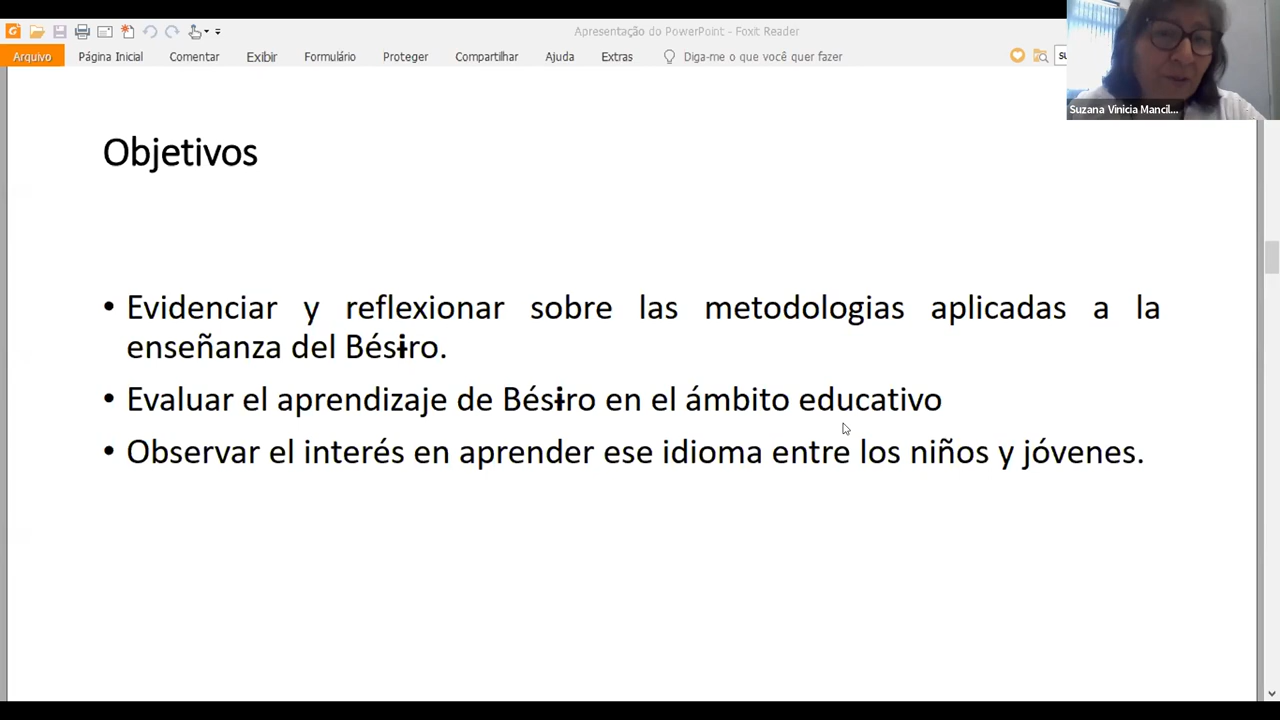 Apresentação do PowerPoint - Foxit Reader
Arquivo Página Inicial Comentar Exibir Formulário Proteger Compartilhar Ajuda Extras Diga-me o que você quer fazer su
Suzana Vinicia Mancil...
Objetivos
• Evidenciar y reflexionar sobre las metodologias aplicadas a la
enseñanza del Bésɨro.
• Evaluar el aprendizaje de Bésɨro en el ámbito educativo
• Observar el interés en aprender ese idioma entre los niños y jóvenes.